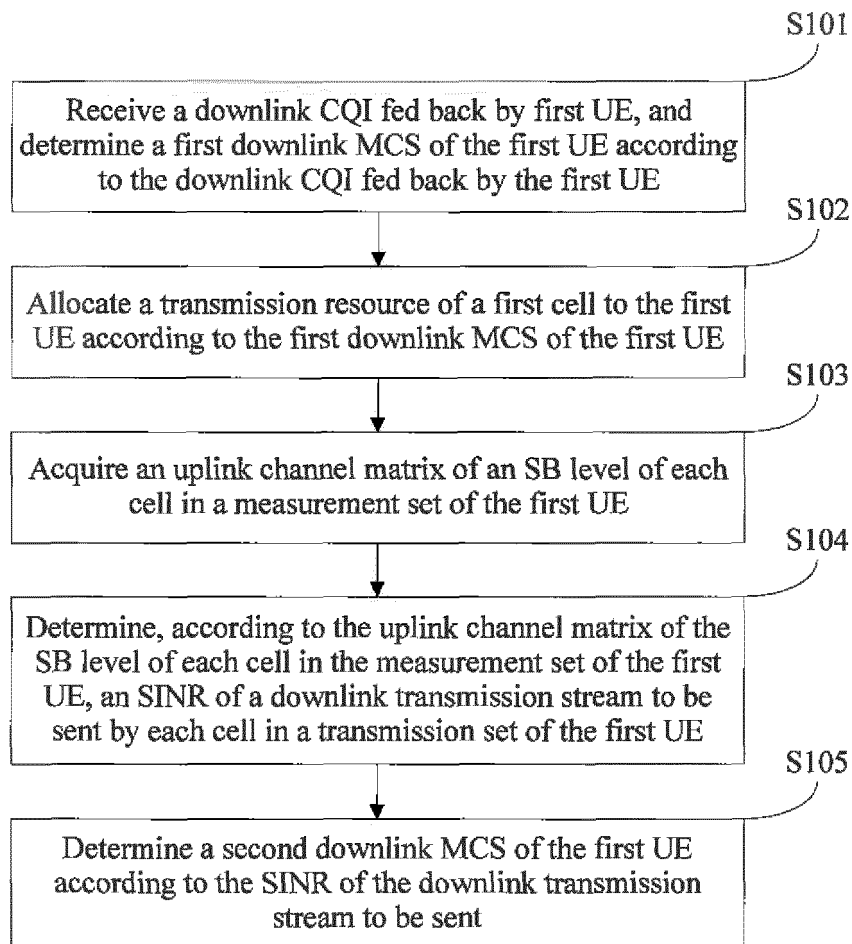 S101
Receive a downlink CQI fed back by first UE, and
determine a first downlink MCS of the first UE according
to the downlink CQI fed back by the first UE
S102
Allocate a transmission resource of a first cell to the first
UE according to the first downlink MCS of the first UE
S103
Acquire an uplink channel matrix of an SB level of each
cell in a measurement set of the first UE
S104
Determine, according to the uplink channel matrix of the
SB level of each cell in the measurement set of the first
UE, an SINR of a downlink transmission stream to be
sent by each cell in a transmission set of the first UE
S105
Determine a second downlink MCS of the first UE
according to the SINR of the downlink transmission
stream to be sent